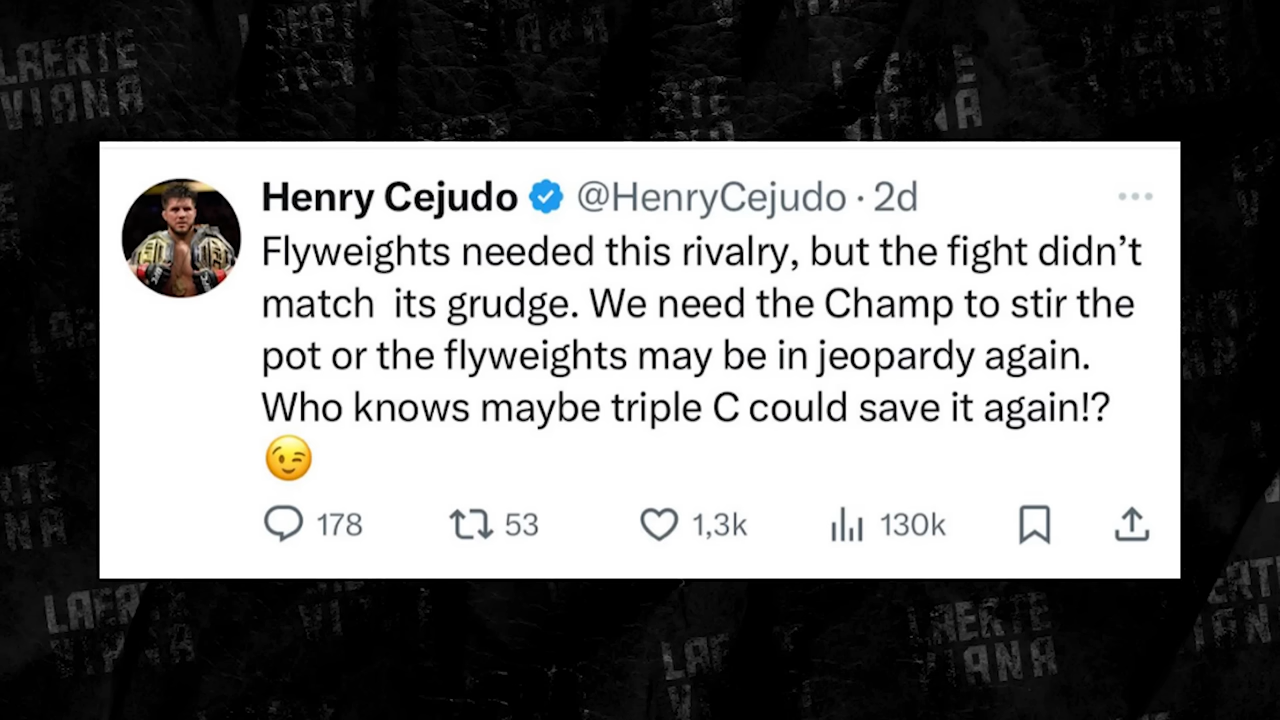 LAERTE
VIANA
Henry Cejudo @HenryCejudo · 2d
Flyweights needed this rivalry, but the fight didn’t
match  its grudge. We need the Champ to stir the
pot or the flyweights may be in jeopardy again.
Who knows maybe triple C could save it again!?
😉
178 53 1,3k 130k